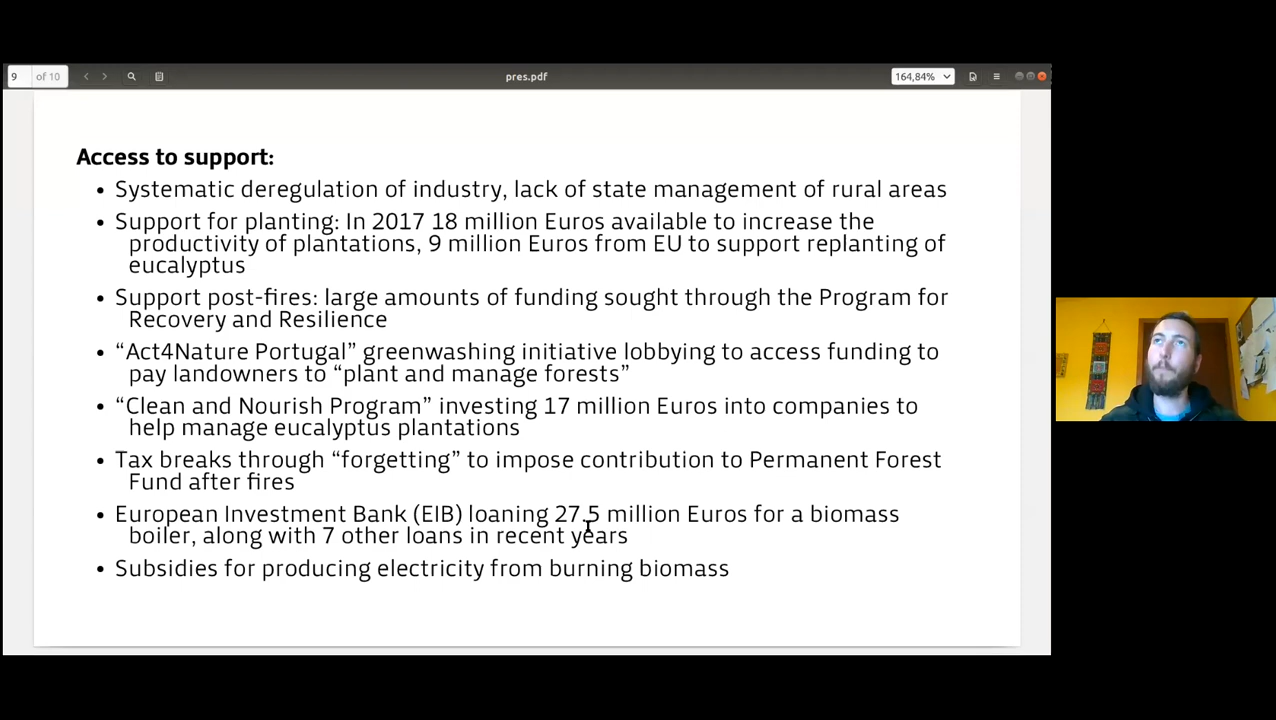 9 of 10
pres.pdf
164,84%
Access to support:
• Systematic deregulation of industry, lack of state management of rural areas
• Support for planting: In 2017 18 million Euros available to increase the
productivity of plantations, 9 million Euros from EU to support replanting of
eucalyptus
• Support post-fires: large amounts of funding sought through the Program for
Recovery and Resilience
• “Act4Nature Portugal” greenwashing initiative lobbying to access funding to
pay landowners to “plant and manage forests”
• “Clean and Nourish Program” investing 17 million Euros into companies to
help manage eucalyptus plantations
• Tax breaks through “forgetting” to impose contribution to Permanent Forest
Fund after fires
• European Investment Bank (EIB) loaning 27.5 million Euros for a biomass
boiler, along with 7 other loans in recent years
• Subsidies for producing electricity from burning biomass